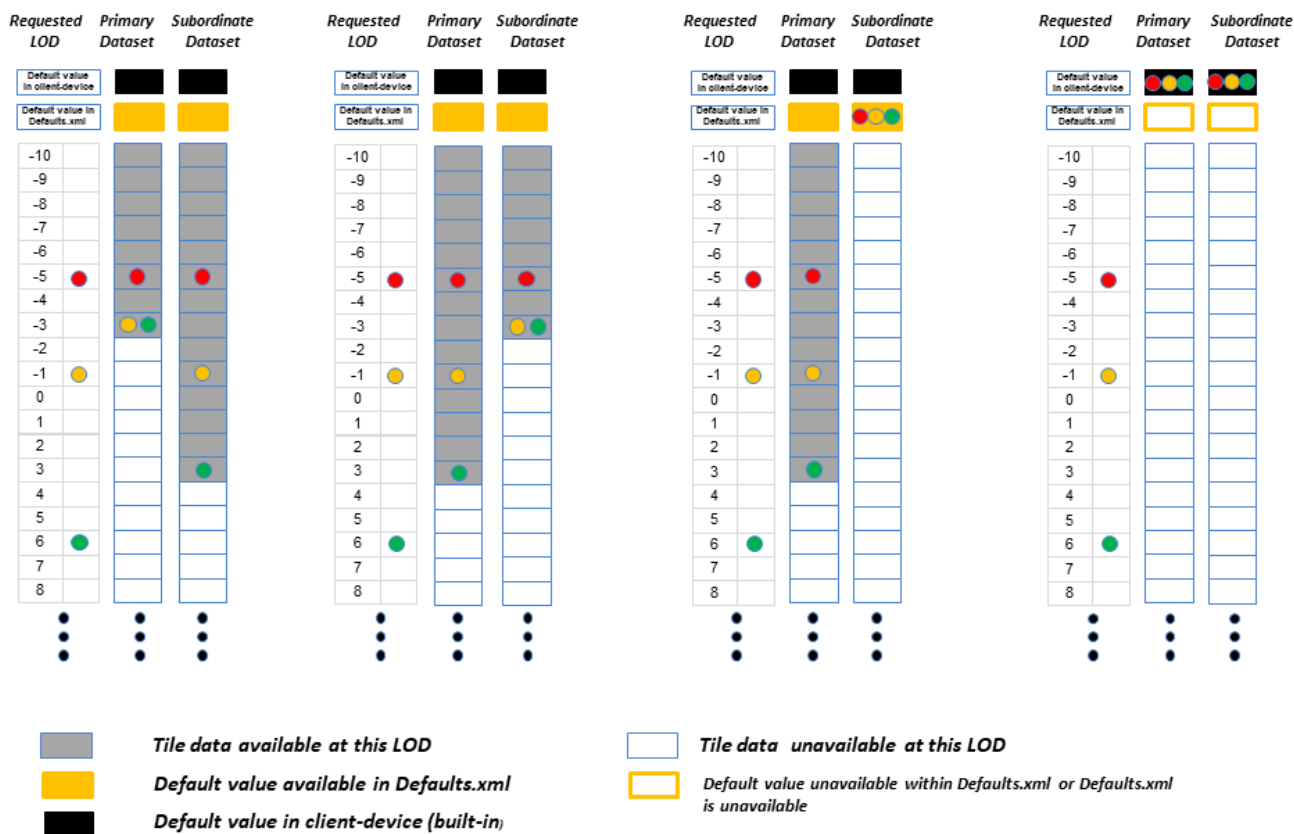 Requested Primary Subordinate
LOD Dataset Dataset
Default value
in client-device
Default value in
Defaults.xml
-10
-9
-8
-7
-6
-5
-4
-3
-2
-1
0
1
2
3
4
5
6
7
8
Requested Primary Subordinate
LOD Dataset Dataset
Default value
in client-device
Default value in
Defaults.xml
-10
-9
-8
-7
-6
-5
-4
-3
-2
-1
0
1
2
3
4
5
6
7
8
Requested Primary Subordinate
LOD Dataset Dataset
Default value
in client-device
Default value in
Defaults.xml
-10
-9
-8
-7
-6
-5
-4
-3
-2
-1
0
1
2
3
4
5
6
7
8
Requested Primary Subordinate
LOD Dataset Dataset
Default value
in client-device
Default value in
Defaults.xml
-10
-9
-8
-7
-6
-5
-4
-3
-2
-1
0
1
2
3
4
5
6
7
8
Tile data available at this LOD
Default value available in Defaults.xml
Default value in client-device (built-in)
Tile data unavailable at this LOD
Default value unavailable within Defaults.xml or Defaults.xml
is unavailable